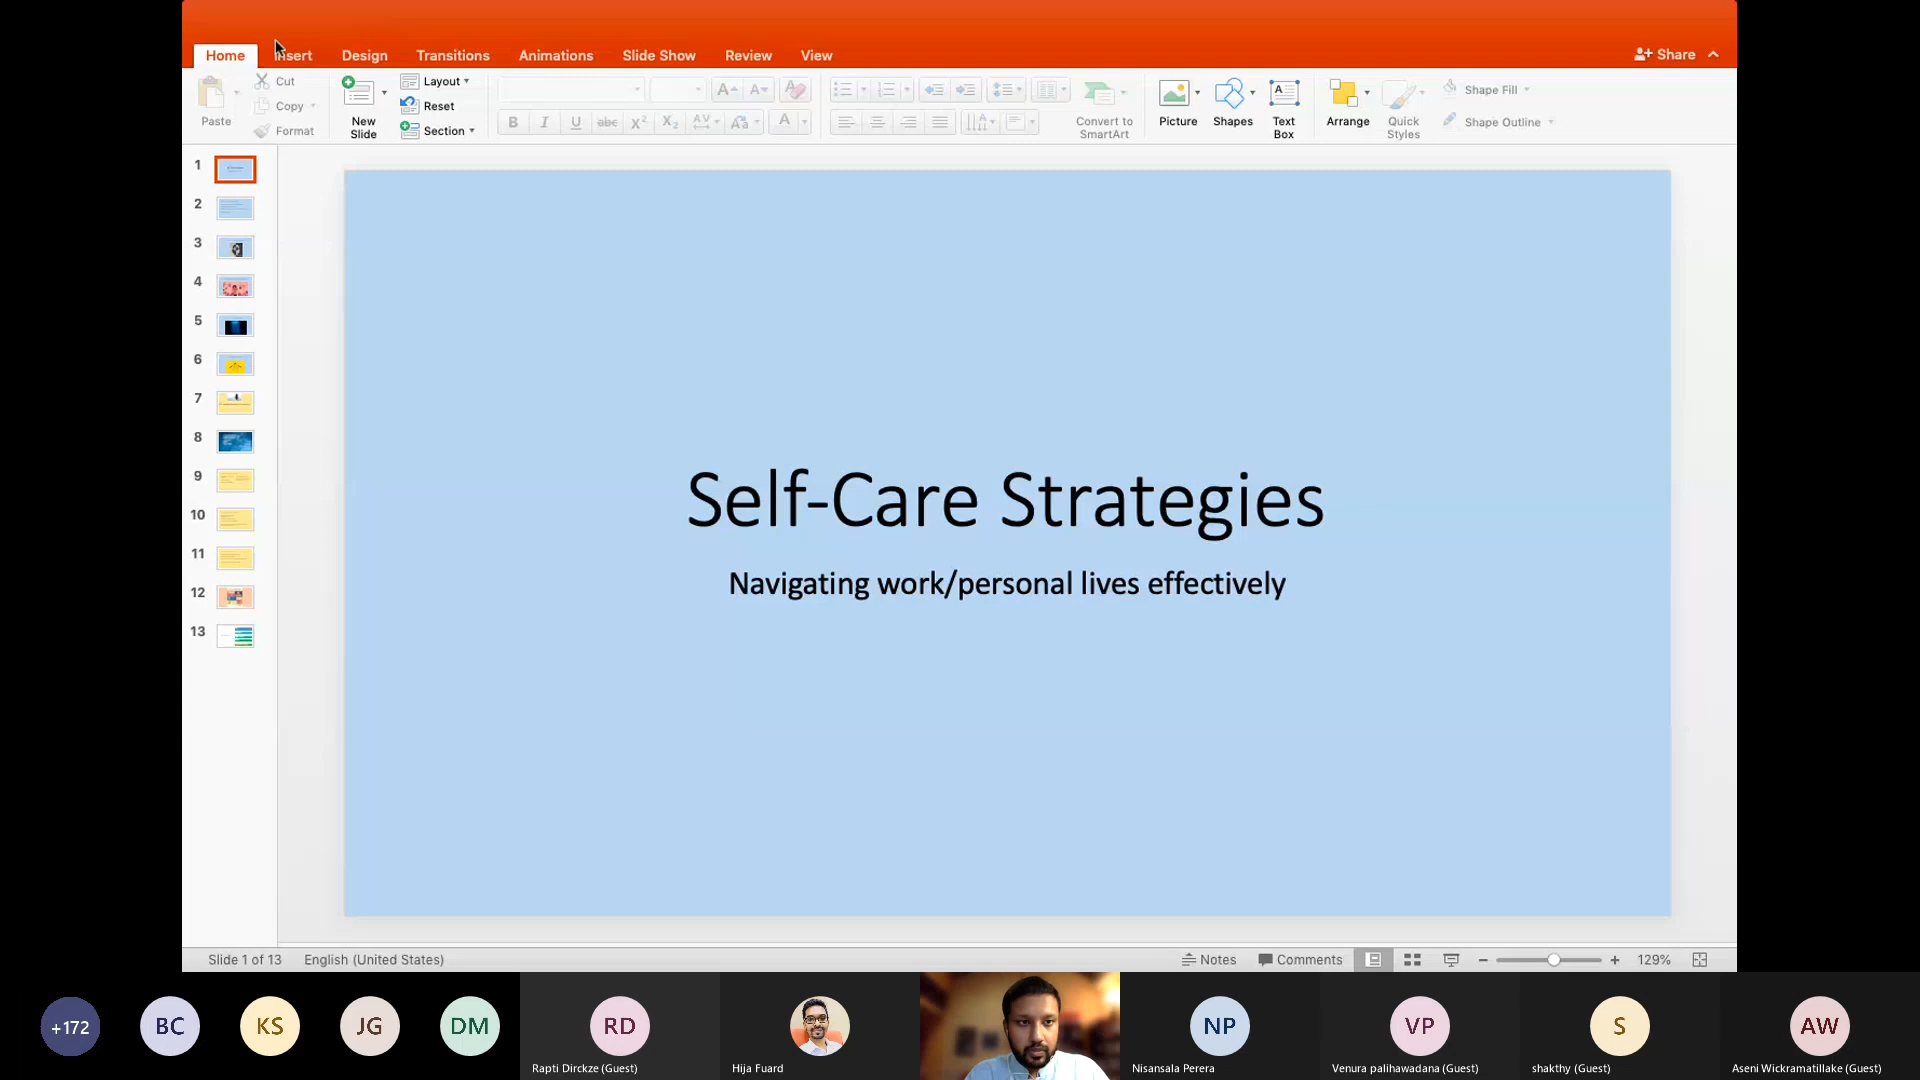 Home Insert Design Transitions Animations Slide Show Review View Share
Paste Cut Copy Format
New Slide Layout Reset Section
B I U abc X² X₂ AV Aa A
Convert to SmartArt
Picture Shapes Text Box Arrange Quick Styles Shape Fill Shape Outline
1
2
3
4
5
6
7
8
9
10
11
12
13
Self-Care Strategies
Navigating work/personal lives effectively
Slide 1 of 13 English (United States) Notes Comments 129%
+172 BC KS JG DM RD NP VP S AW
Rapti Dirckze (Guest) Hija Fuard Nisansala Perera Venura palihawadana (Guest) shakthy (Guest) Aseni Wickramatillake (Guest)